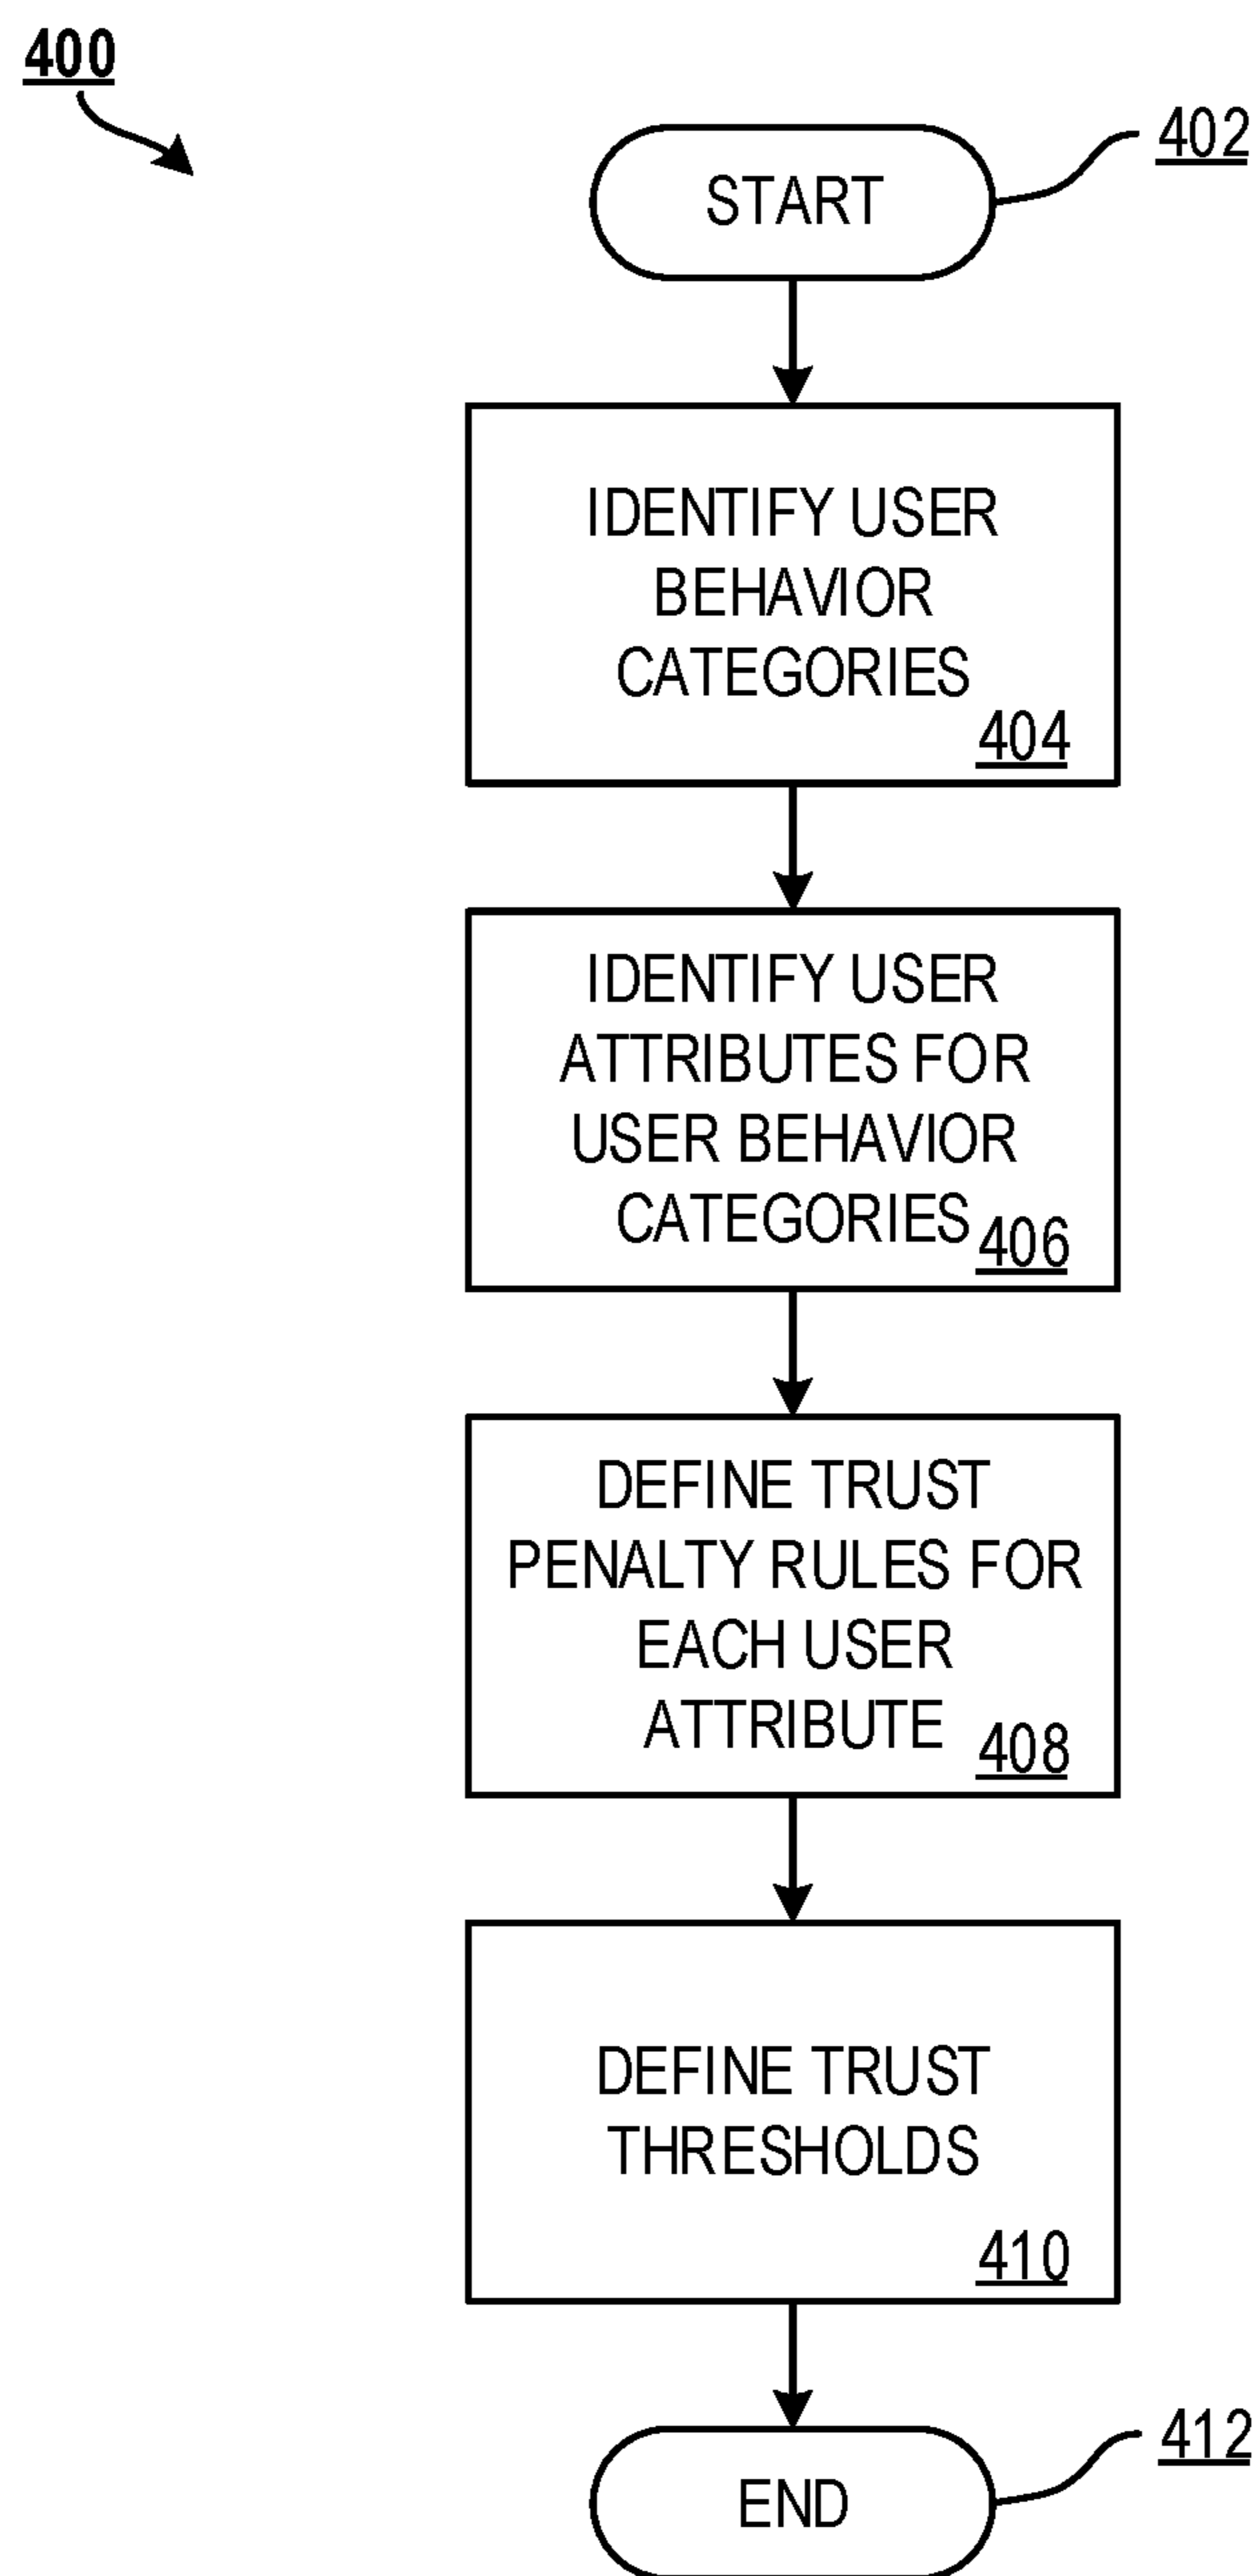 400
402
START
IDENTIFY USER
BEHAVIOR
CATEGORIES
404
IDENTIFY USER
ATTRIBUTES FOR
USER BEHAVIOR
CATEGORIES
406
DEFINE TRUST
PENALTY RULES FOR
EACH USER
ATTRIBUTE
408
DEFINE TRUST
THRESHOLDS
410
412
END